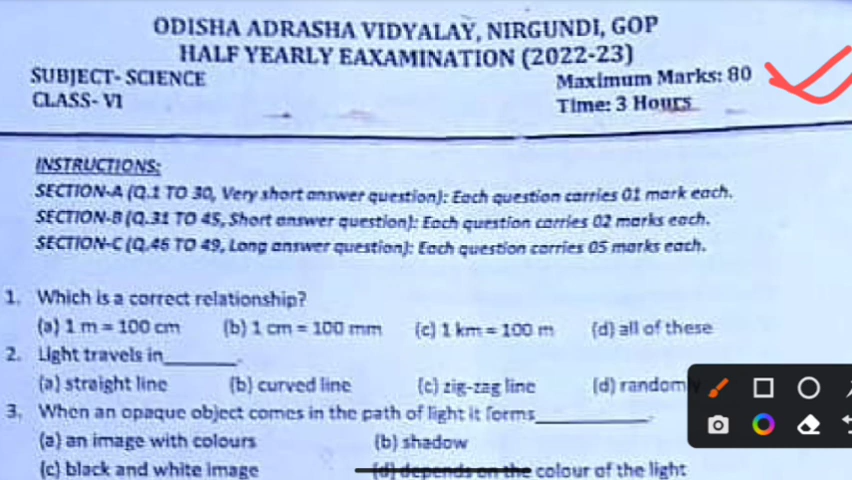 ODISHA ADRASHA VIDYALAY, NIRGUNDI, GOP
HALF YEARLY EAXAMINATION (2022-23)
SUBJECT- SCIENCE Maximum Marks: 80
CLASS- VI Time: 3 Hours
INSTRUCTIONS:
SECTION-A (Q.1 TO 30, Very short answer question): Each question carries 01 mark each.
SECTION-B (Q.31 TO 45, Short answer question): Each question carries 02 marks each.
SECTION-C (Q.46 TO 49, Long answer question): Each question carries 05 marks each.
1. Which is a correct relationship?
(a) 1 m = 100 cm (b) 1 cm = 100 mm (c) 1 km = 100 m (d) all of these
2. Light travels in_______.
(a) straight line (b) curved line (c) zig-zag line (d) random
3. When an opaque object comes in the path of light it forms__________.
(a) an image with colours (b) shadow
(c) black and white image (d) depends on the colour of the light